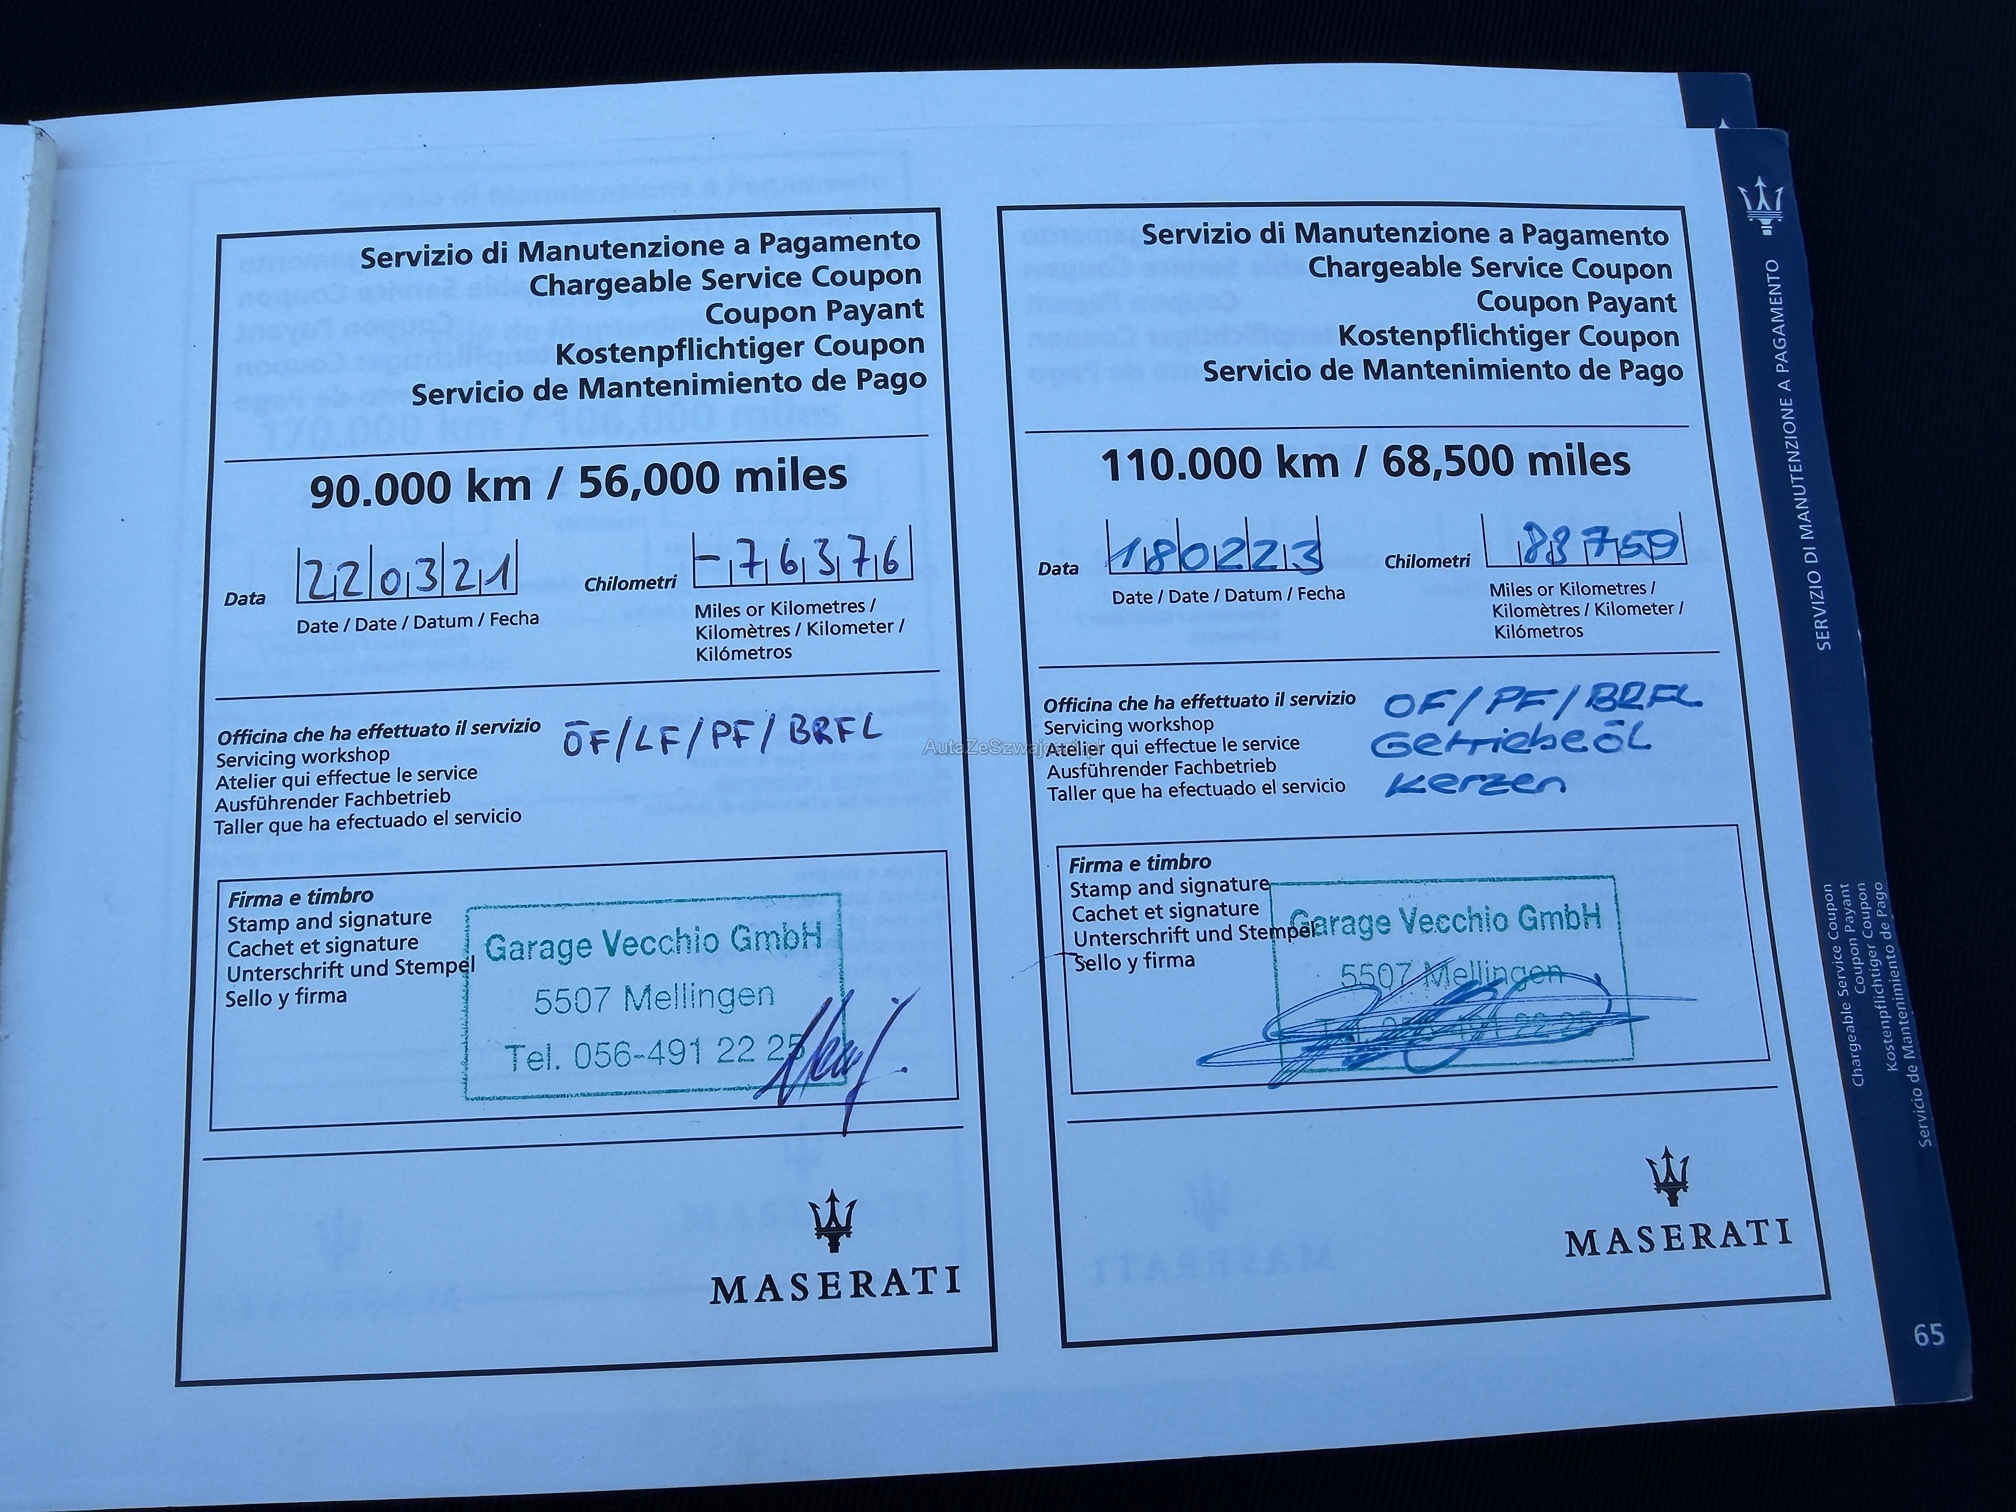 Servizio di Manutenzione a Pagamento
Chargeable Service Coupon
Coupon Payant
Kostenpflichtiger Coupon
Servicio de Mantenimiento de Pago
90.000 km / 56,000 miles
Data 220321 Chilometri -76376
Date / Date / Datum / Fecha
Miles or Kilometres /
Kilomètres / Kilometer /
Kilómetros
Officina che ha effettuato il servizio ÖF/LF/PF/BRFL
Servicing workshop
Atelier qui effectue le service
Ausführender Fachbetrieb
Taller que ha efectuado el servicio
Firma e timbro
Stamp and signature
Cachet et signature
Unterschrift und Stempel
Sello y firma
Garage Vecchio GmbH
5507 Mellingen
Tel. 056-491 22 25
MASERATI
Servizio di Manutenzione a Pagamento
Chargeable Service Coupon
Coupon Payant
Kostenpflichtiger Coupon
Servicio de Mantenimiento de Pago
110.000 km / 68,500 miles
Data 180223 Chilometri 83759
Date / Date / Datum / Fecha
Miles or Kilometres /
Kilomètres / Kilometer /
Kilómetros
Officina che ha effettuato il servizio OF/PF/BRFL
Servicing workshop
Atelier qui effectue le service Getriebeöl
Ausführender Fachbetrieb
Taller que ha efectuado el servicio Kerzen
Firma e timbro
Stamp and signature
Cachet et signature
Unterschrift und Stempel
Sello y firma
Garage Vecchio GmbH
5507 Mellingen
Tel. 056-491 22 25
MASERATI
SERVIZIO DI MANUTENZIONE A PAGAMENTO
Chargeable Service Coupon
Coupon Payant
Kostenpflichtiger Coupon
Servicio de Mantenimiento de Pago
65